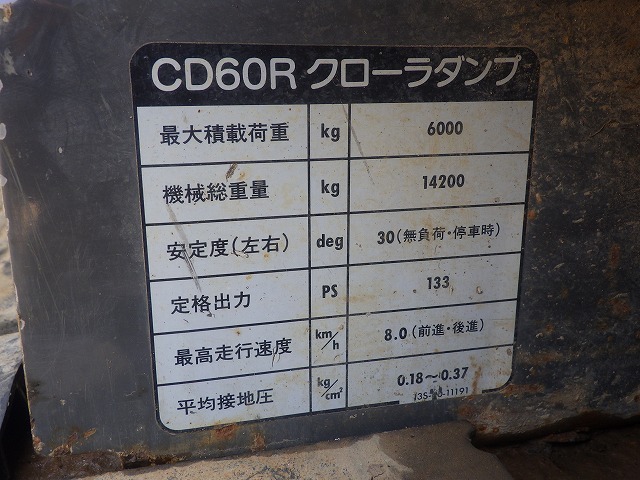 CD60R クローラダンプ
最大積載荷重 kg 6000
機械総重量 kg 14200
安定度(左右) deg 30(無負荷・停車時)
定格出力 PS 133
最高走行速度 km/h 8.0(前進・後進)
平均接地圧 kg/cm² 0.18～0.37